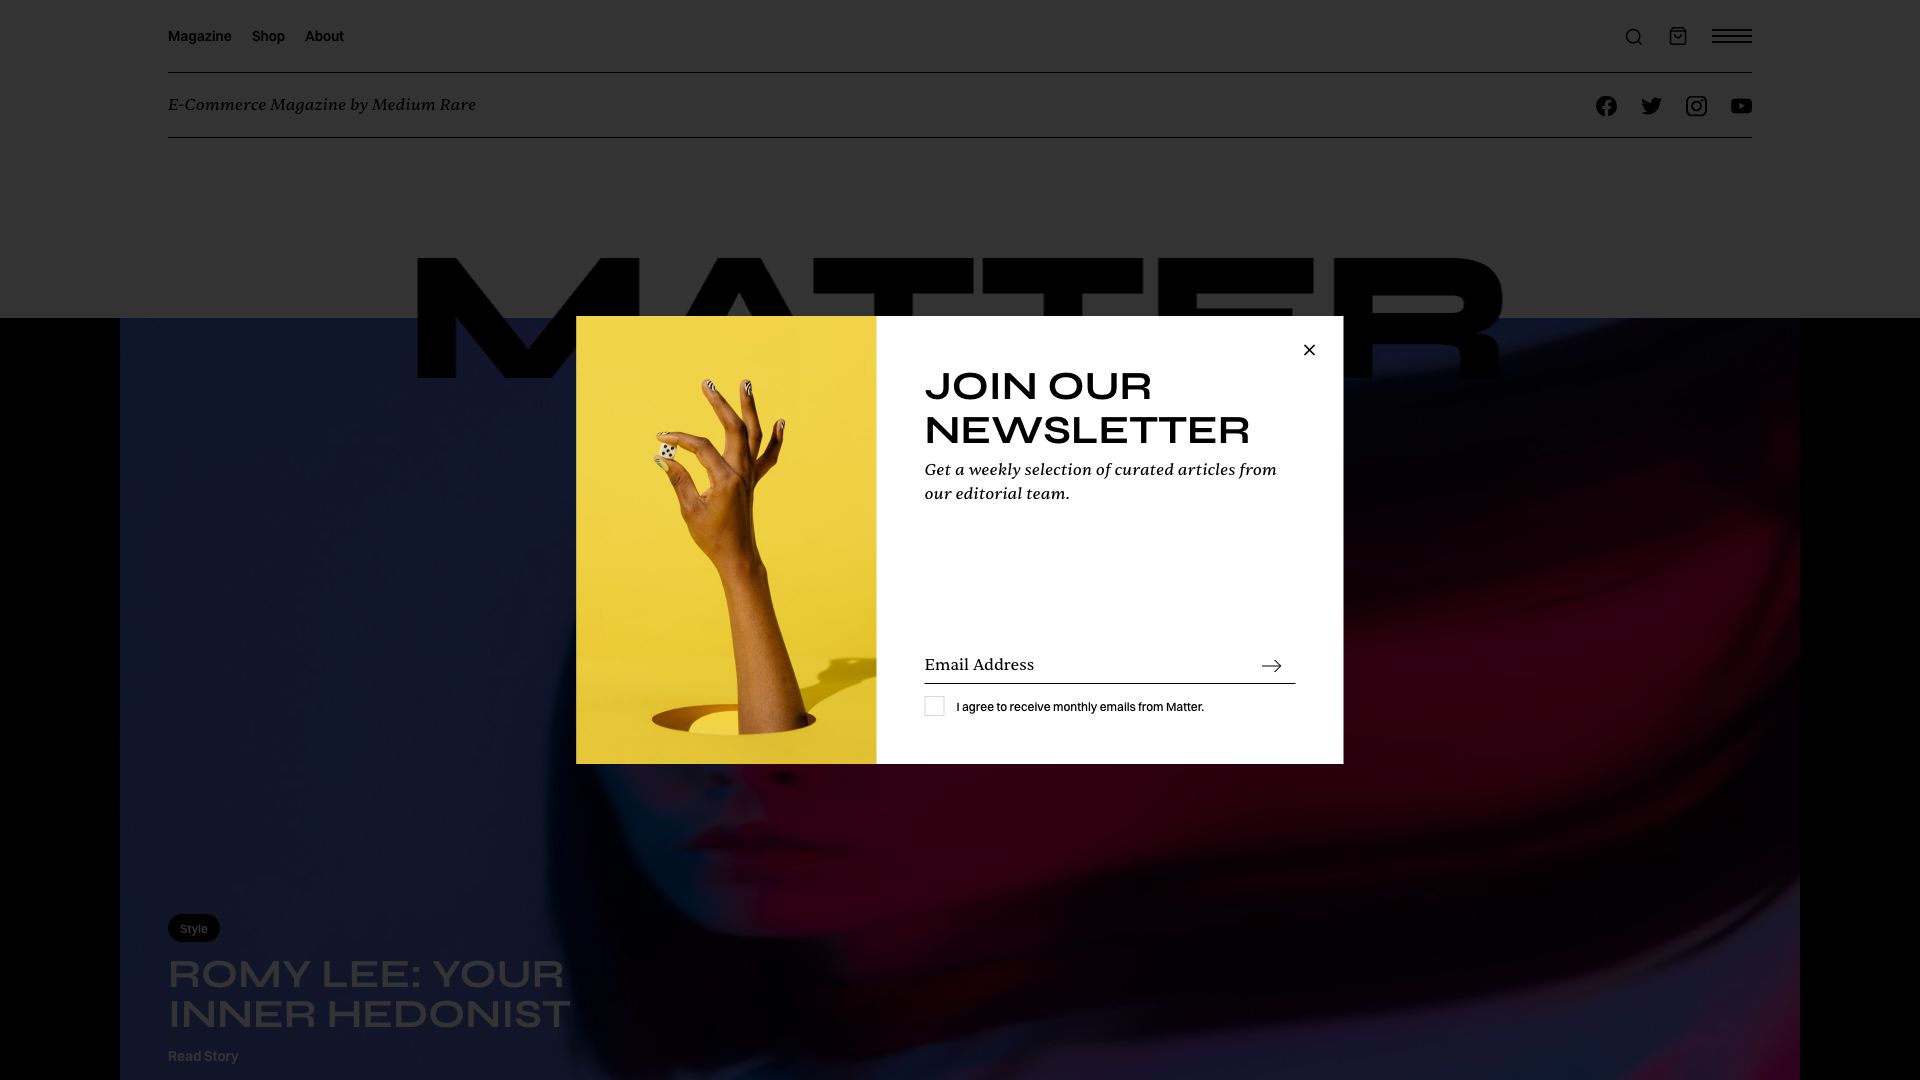 Magazine Shop About
E-Commerce Magazine by Medium Rare
MATTER
JOIN OUR
NEWSLETTER
Get a weekly selection of curated articles from
our editorial team.
Email Address
I agree to receive monthly emails from Matter.
Style
ROMY LEE: YOUR
INNER HEDONIST
Read Story